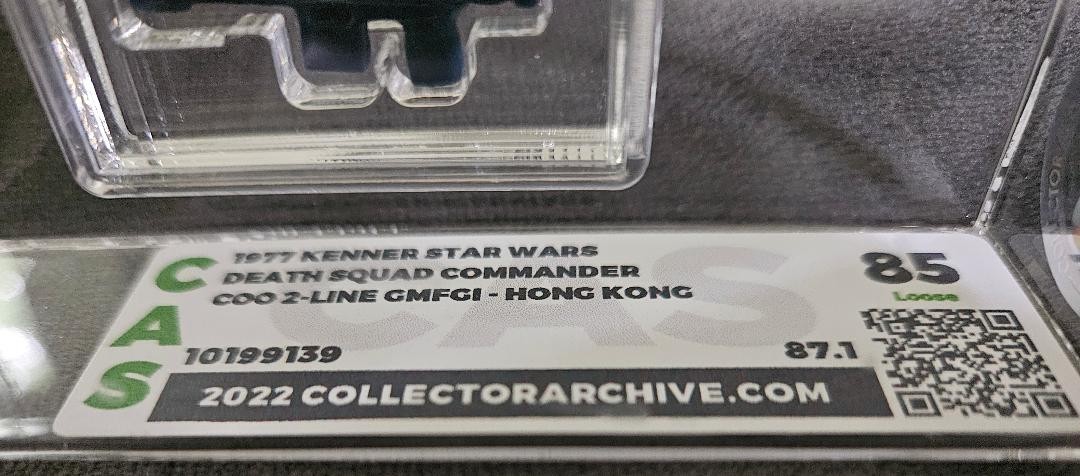 CAS
1977 KENNER STAR WARS
DEATH SQUAD COMMANDER
COO 2-LINE GMFGI - HONG KONG
85
Loose
CAS
10199139
87.1
2022 COLLECTORARCHIVE.COM